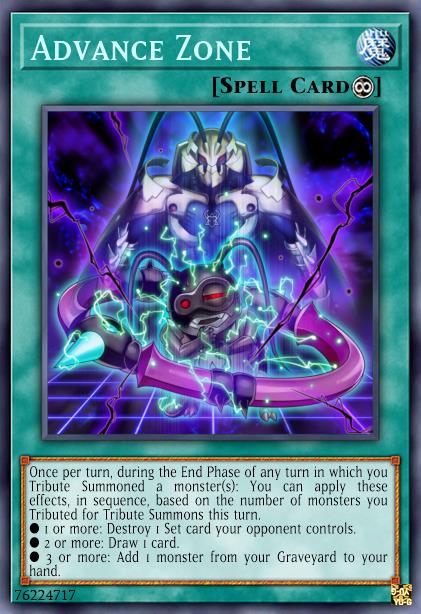 ADVANCE ZONE
[SPELL CARD]
Once per turn, during the End Phase of any turn in which you
Tribute Summoned a monster(s): You can apply these
effects, in sequence, based on the number of monsters you
Tributed for Tribute Summons this turn.
● 1 or more: Destroy 1 Set card your opponent controls.
● 2 or more: Draw 1 card.
● 3 or more: Add 1 monster from your Graveyard to your
hand.
76224717